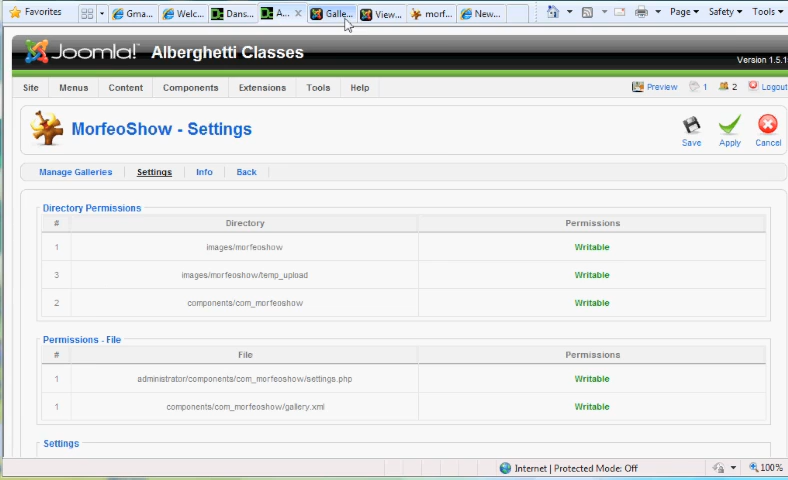 Favorites Gma... Welc... Dans... A... Galle... View... morf... New... Page Safety Tools
Joomla! Alberghetti Classes
Version 1.5.1
Site Menus Content Components Extensions Tools Help Preview 1 2 Logout
MorfeoShow - Settings
Save Apply Cancel
Manage Galleries Settings Info Back
Directory Permissions
# Directory Permissions
1 images/morfeoshow Writable
3 images/morfeoshow/temp_upload Writable
2 components/com_morfeoshow Writable
Permissions - File
# File Permissions
1 administrator/components/com_morfeoshow/settings.php Writable
1 components/com_morfeoshow/gallery.xml Writable
Settings
Internet | Protected Mode: Off 100%